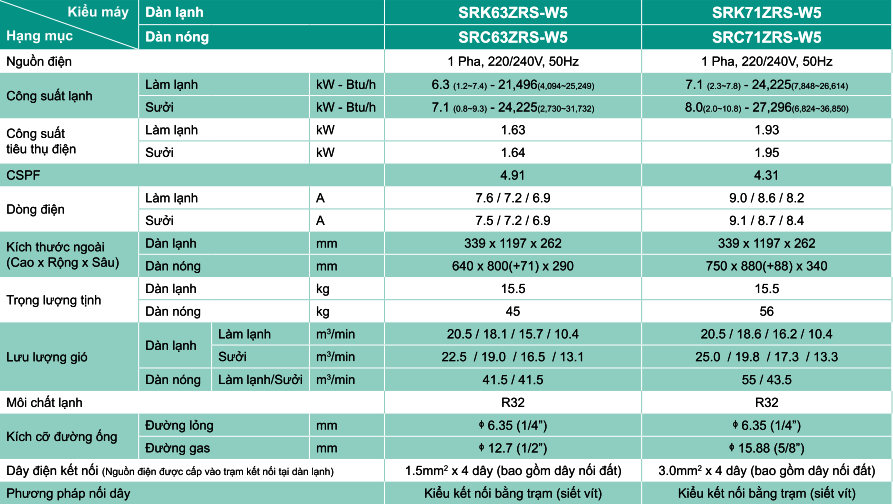 Kiểu máy Dàn lạnh SRK63ZRS-W5 SRK71ZRS-W5
Hạng mục Dàn nóng SRC63ZRS-W5 SRC71ZRS-W5
Nguồn điện 1 Pha, 220/240V, 50Hz 1 Pha, 220/240V, 50Hz
Công suất lạnh Làm lạnh kW - Btu/h 6.3 (1.2~7.4) - 21,496(4,094~25,249) 7.1 (2.3~7.8) - 24,225(7,848~26,614)
Sưởi kW - Btu/h 7.1 (0.8~9.3) - 24,225(2,730~31,732) 8.0(2.0~10.8) - 27,296(6,824~36,850)
Công suất
tiêu thụ điện Làm lạnh kW 1.63 1.93
Sưởi kW 1.64 1.95
CSPF 4.91 4.31
Dòng điện Làm lạnh A 7.6 / 7.2 / 6.9 9.0 / 8.6 / 8.2
Sưởi A 7.5 / 7.2 / 6.9 9.1 / 8.7 / 8.4
Kích thước ngoài
(Cao x Rộng x Sâu) Dàn lạnh mm 339 x 1197 x 262 339 x 1197 x 262
Dàn nóng mm 640 x 800(+71) x 290 750 x 880(+88) x 340
Trọng lượng tịnh Dàn lạnh kg 15.5 15.5
Dàn nóng kg 45 56
Lưu lượng gió Dàn lạnh Làm lạnh m³/min 20.5 / 18.1 / 15.7 / 10.4 20.5 / 18.6 / 16.2 / 10.4
Sưởi m³/min 22.5 / 19.0 / 16.5 / 13.1 25.0 / 19.8 / 17.3 / 13.3
Dàn nóng Làm lạnh/Sưởi m³/min 41.5 / 41.5 55 / 43.5
Môi chất lạnh R32 R32
Kích cỡ đường ống Đường lỏng mm ϕ 6.35 (1/4”) ϕ 6.35 (1/4”)
Đường gas mm ϕ 12.7 (1/2”) ϕ 15.88 (5/8”)
Dây điện kết nối (Nguồn điện được cấp vào trạm kết nối tại dàn lạnh) 1.5mm² x 4 dây (bao gồm dây nối đất) 3.0mm² x 4 dây (bao gồm dây nối đất)
Phương pháp nối dây Kiểu kết nối bằng trạm (siết vít) Kiểu kết nối bằng trạm (siết vít)